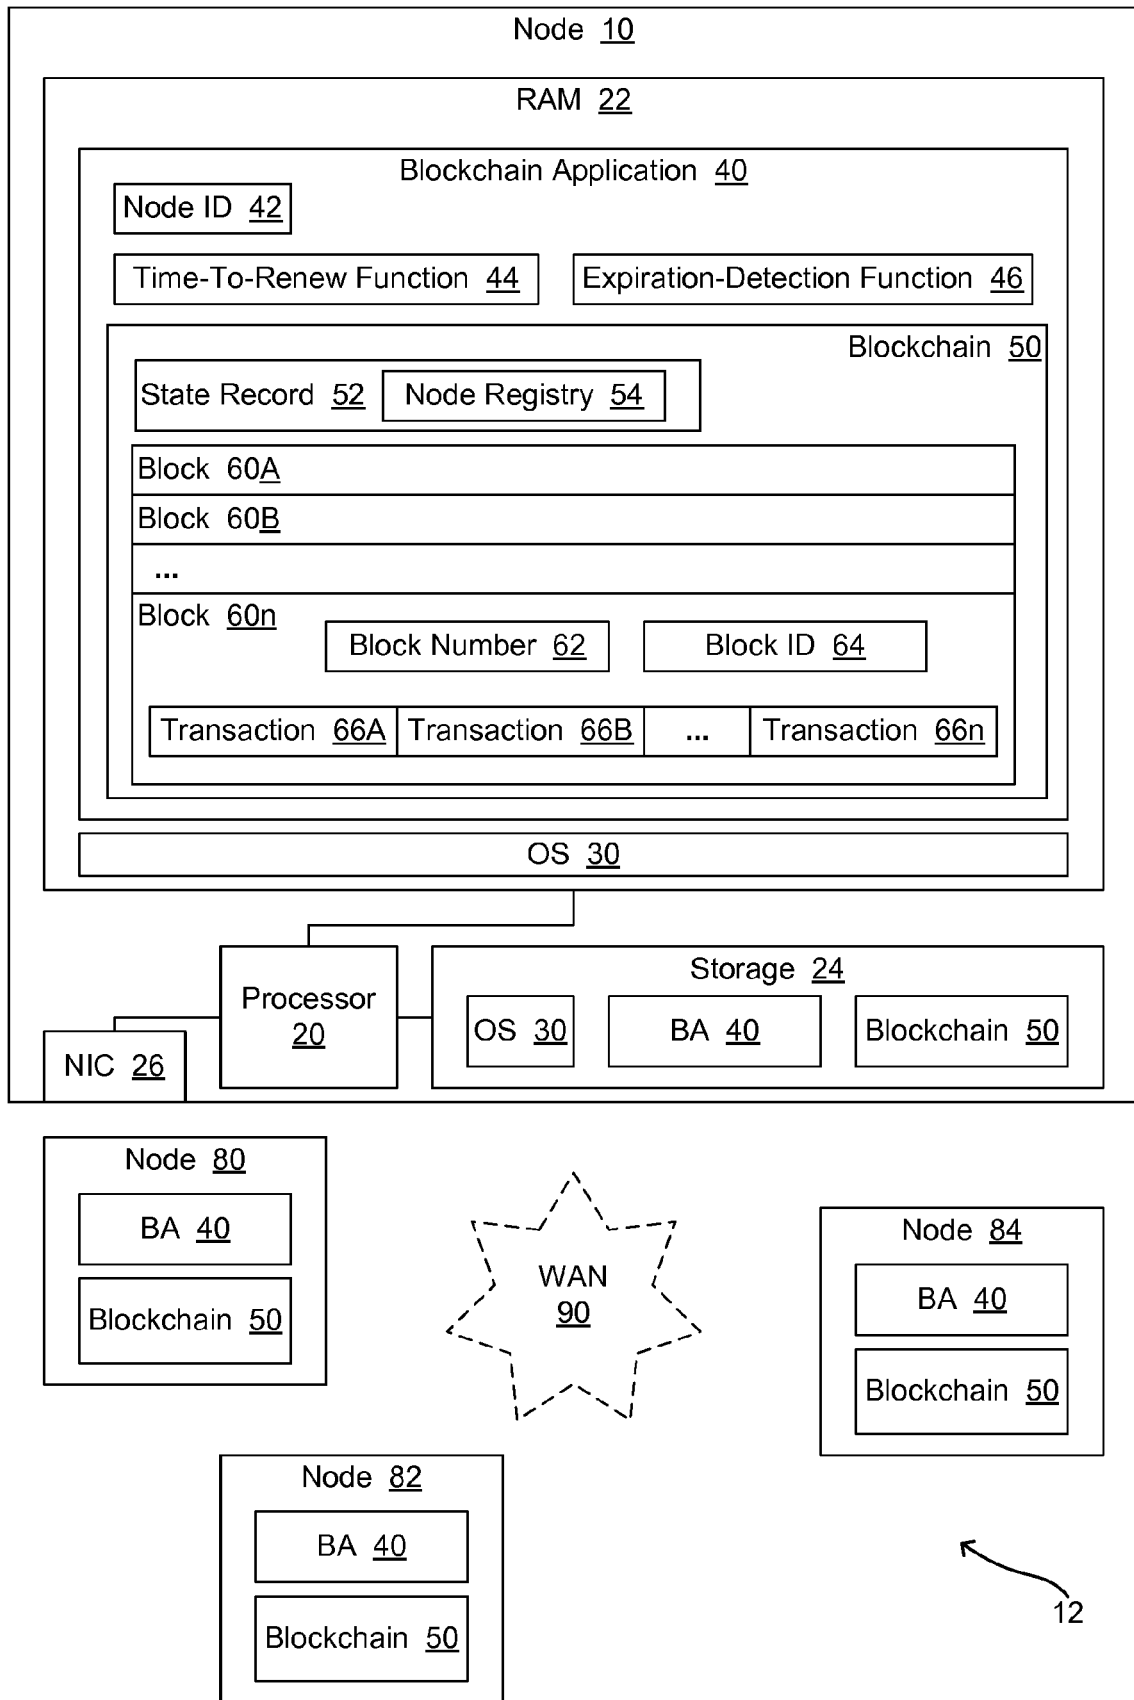 Node 10
RAM 22
Blockchain Application 40
Node ID 42
Time-To-Renew Function 44
Expiration-Detection Function 46
Blockchain 50
State Record 52
Node Registry 54
Block 60A
Block 60B
...
Block 60n
Block Number 62
Block ID 64
Transaction 66A
Transaction 66B
...
Transaction 66n
OS 30
Processor
20
Storage 24
OS 30
BA 40
Blockchain 50
NIC 26
Node 80
BA 40
Blockchain 50
WAN
90
Node 84
BA 40
Blockchain 50
Node 82
BA 40
Blockchain 50
12